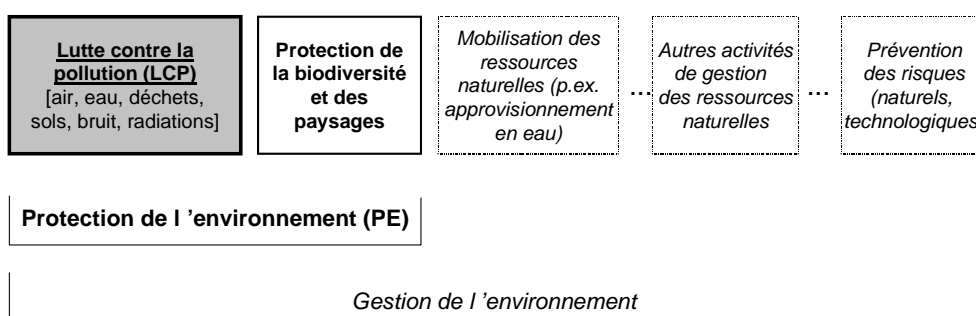 Lutte contre la
pollution (LCP)
[air, eau, déchets,
sols, bruit, radiations]
Protection de
la biodiversité
et des
paysages
Mobilisation des
ressources
naturelles (p.ex.
approvisionnement
en eau)
...
Autres activités
de gestion
des ressources
naturelles
...
Prévention
des risques
(naturels,
technologiques
Protection de l ’environnement (PE)
Gestion de l ’environnement